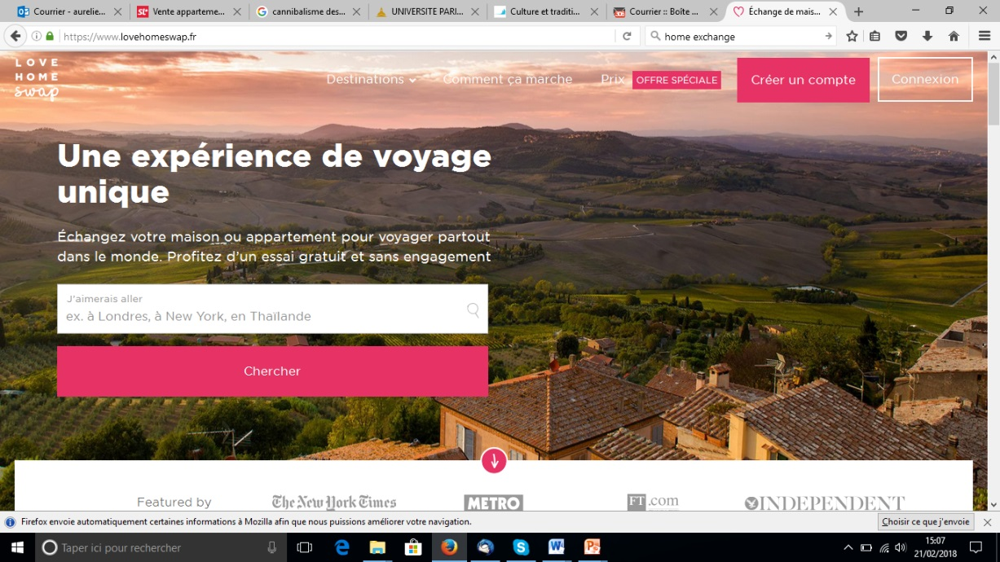 Courrier - aurelie...
Vente apparteme...
cannibalisme des...
UNIVERSITE PARI...
Culture et traditi...
Courrier :: Boîte ...
Échange de mais...
https://www.lovehomeswap.fr
home exchange
LOVE
HOME
swap
Destinations
Comment ça marche
Prix
OFFRE SPÉCIALE
Créer un compte
Connexion
Une expérience de voyage
unique
Échangez votre maison ou appartement pour voyager partout
dans le monde. Profitez d'un essai gratuit et sans engagement
J'aimerais aller
ex. à Londres, à New York, en Thaïlande
Chercher
Featured by
The New York Times
METRO
FT.com
INDEPENDENT
Firefox envoie automatiquement certaines informations à Mozilla afin que nous puissions améliorer votre navigation.
Choisir ce que j'envoie
Taper ici pour rechercher
15:07
21/02/2018